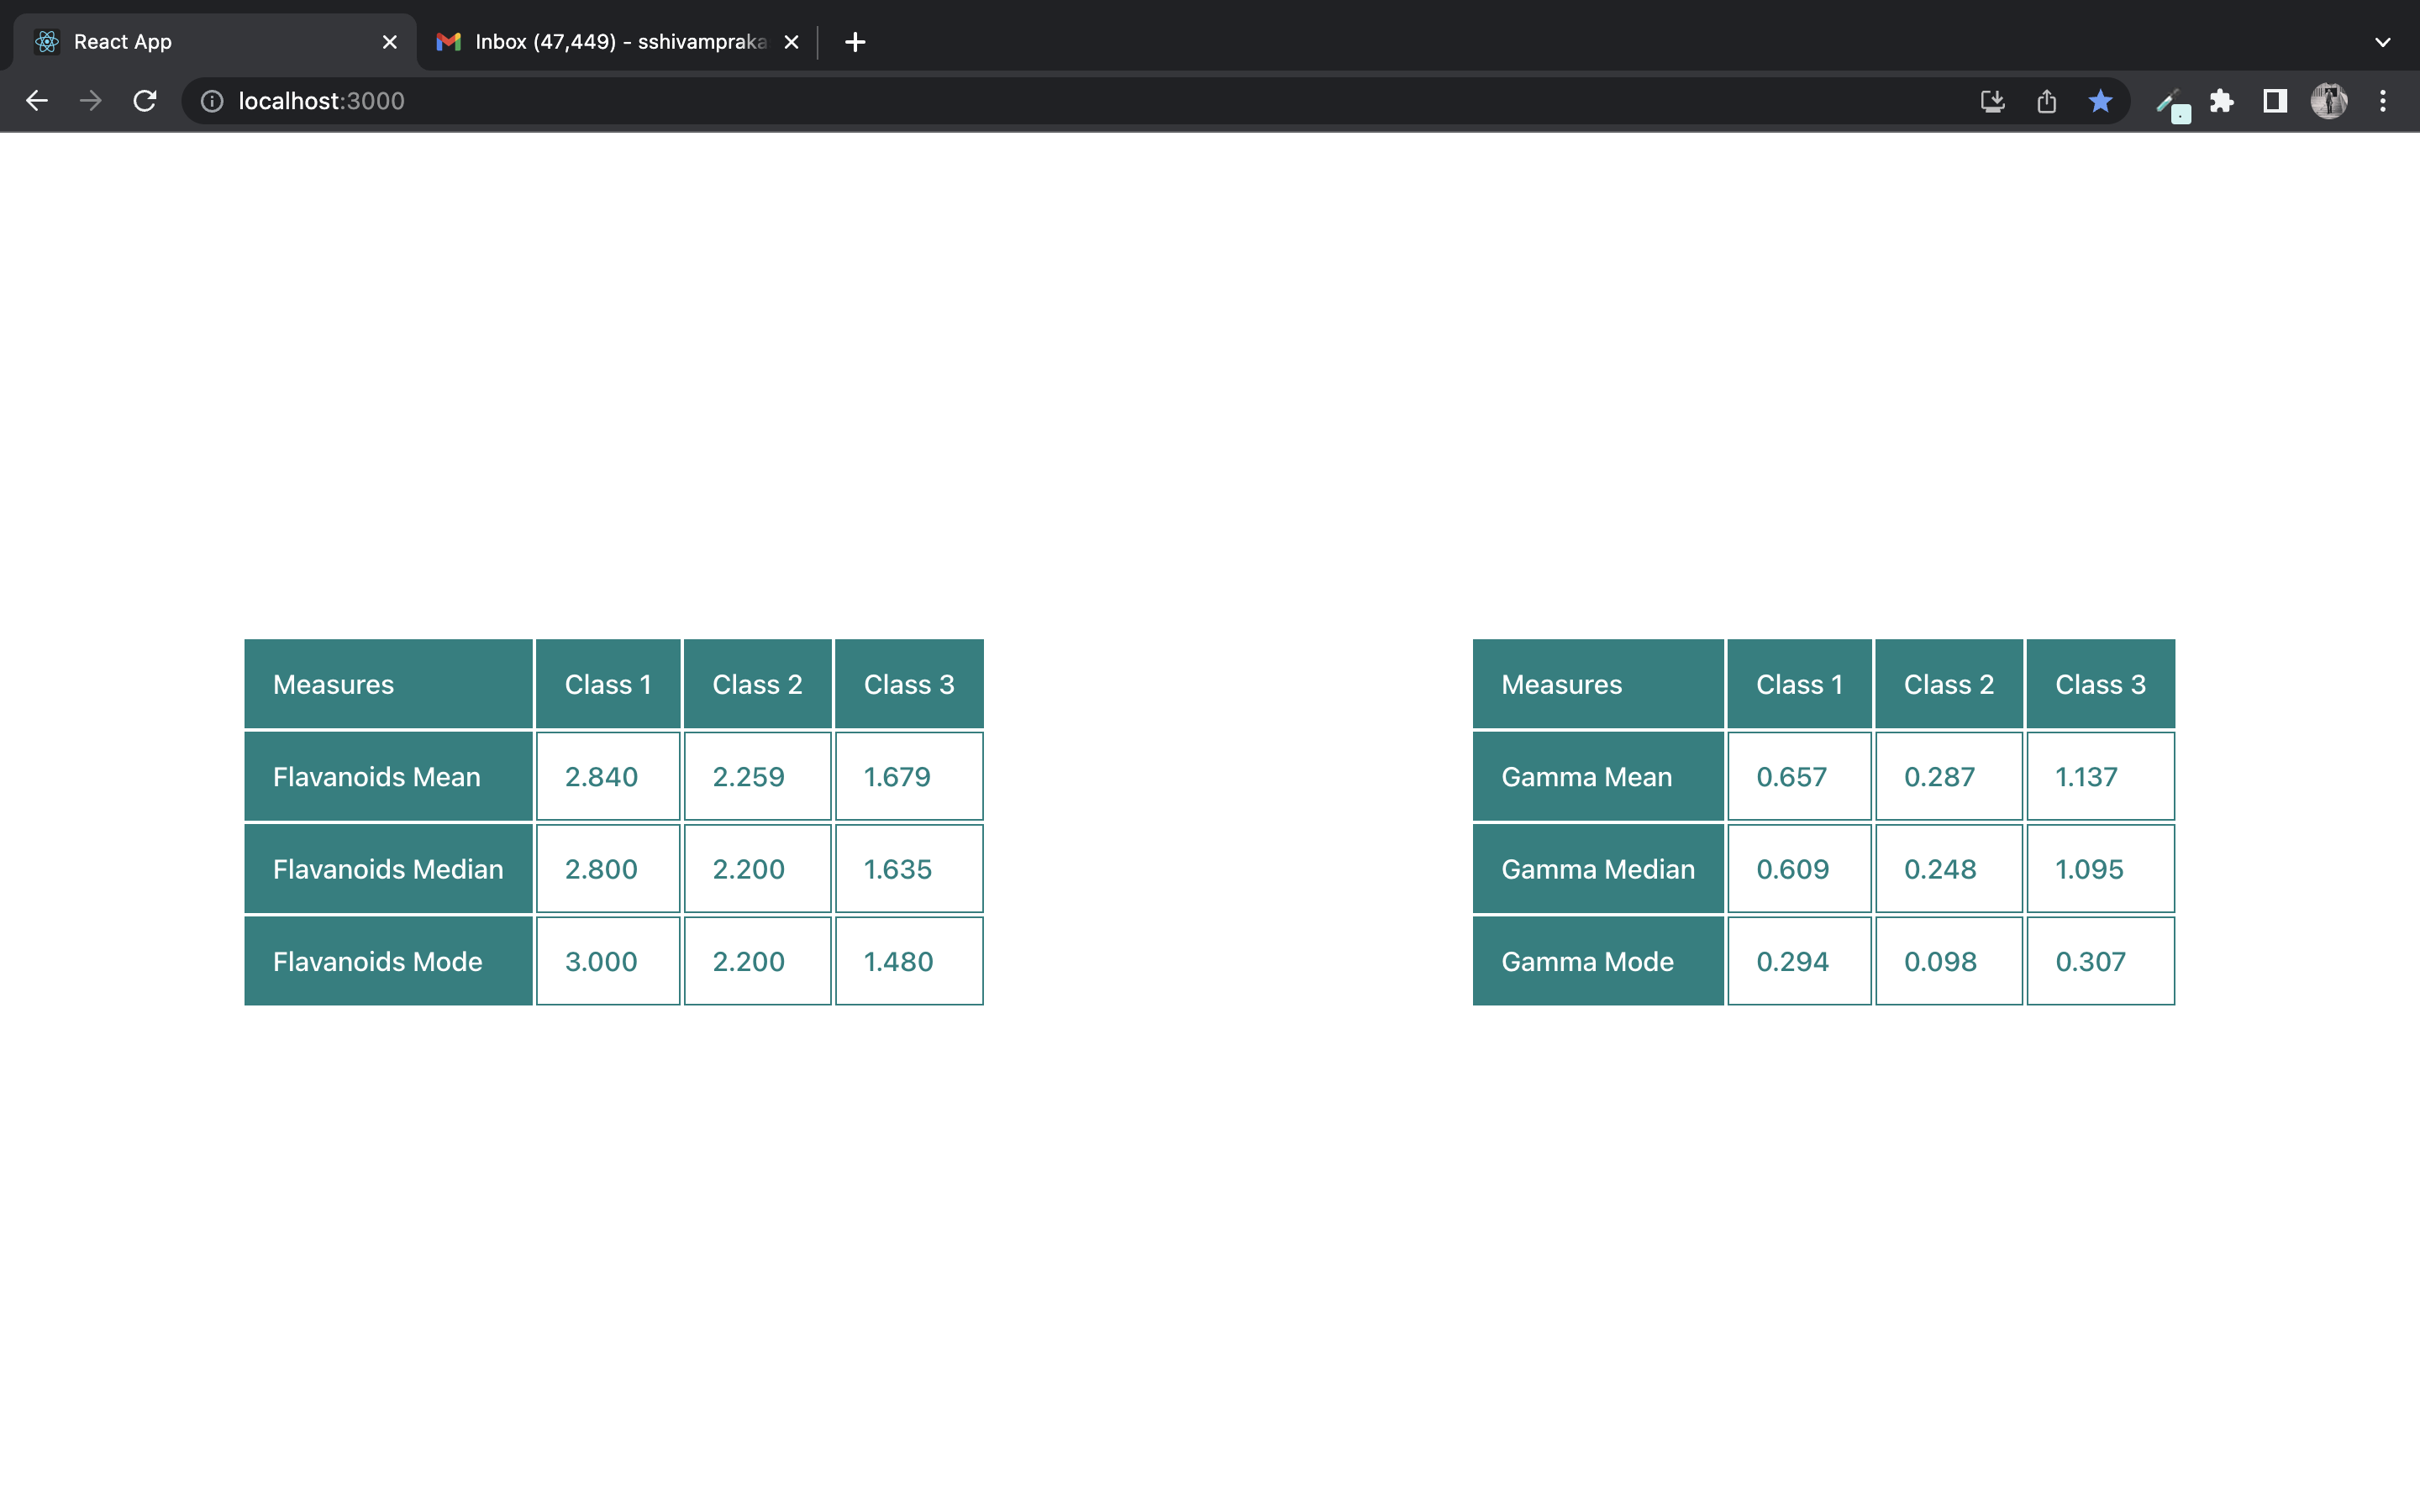 React App
Inbox (47,449) - sshivampraka
localhost:3000
Measures Class 1 Class 2 Class 3
Flavanoids Mean 2.840 2.259 1.679
Flavanoids Median 2.800 2.200 1.635
Flavanoids Mode 3.000 2.200 1.480
Measures Class 1 Class 2 Class 3
Gamma Mean 0.657 0.287 1.137
Gamma Median 0.609 0.248 1.095
Gamma Mode 0.294 0.098 0.307